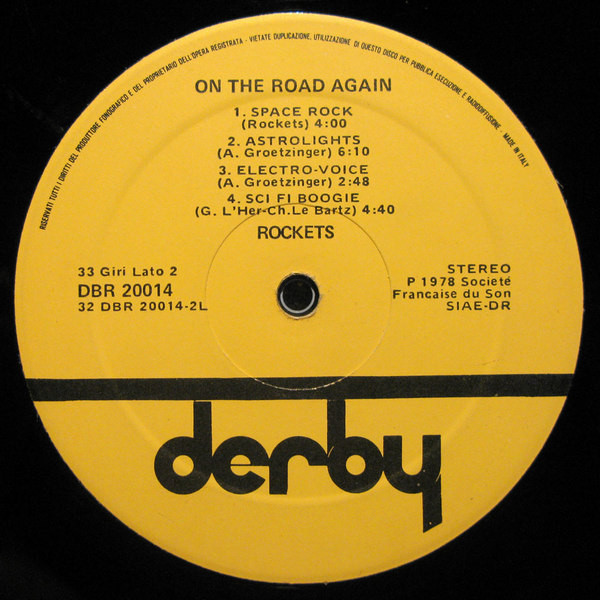 RISERVATI TUTTI I DIRITTI DEL PRODUTTORE FONOGRAFICO E DEL PROPRIETARIO DELL'OPERA REGISTRATA - VIETATE DUPLICAZIONE, UTILIZZAZIONE DI QUESTO DISCO PER PUBBLICA ESECUZIONE E RADIODIFFUSIONE. - MADE IN ITALY
ON THE ROAD AGAIN
1. SPACE ROCK
(Rockets) 4:00
2. ASTROLIGHTS
(A. Groetzinger) 6:10
3. ELECTRO-VOICE
(A. Groetzinger) 2:48
4. SCI FI BOOGIE
(G. L'Her-Ch.Le Bartz) 4:40
ROCKETS
33 Giri Lato 2
DBR 20014
32 DBR 20014-2L
STEREO
P 1978 Societé
Francaise du Son
SIAE-DR
derby